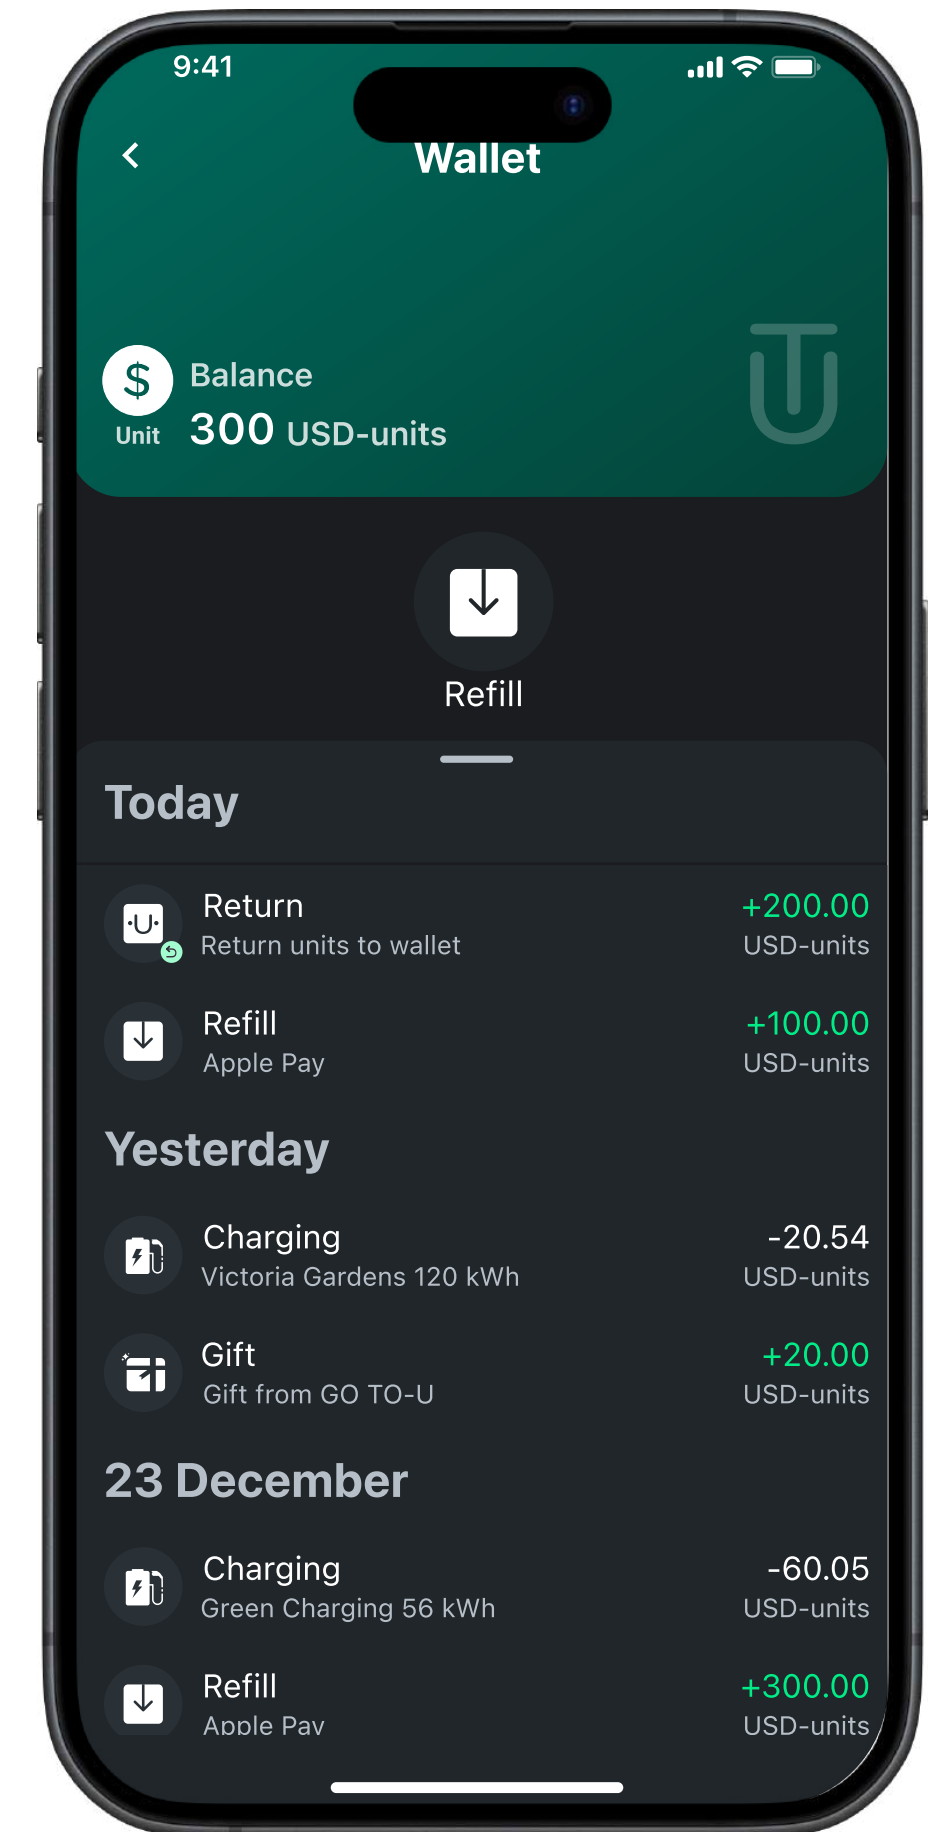 9:41
Wallet
$
Balance
Unit
300 USD-units
Refill
Today
Return
+200.00
Return units to wallet
USD-units
Refill
+100.00
Apple Pay
USD-units
Yesterday
Charging
-20.54
Victoria Gardens 120 kWh
USD-units
Gift
+20.00
Gift from GO TO-U
USD-units
23 December
Charging
-60.05
Green Charging 56 kWh
USD-units
Refill
+300.00
Apple Pay
USD-units